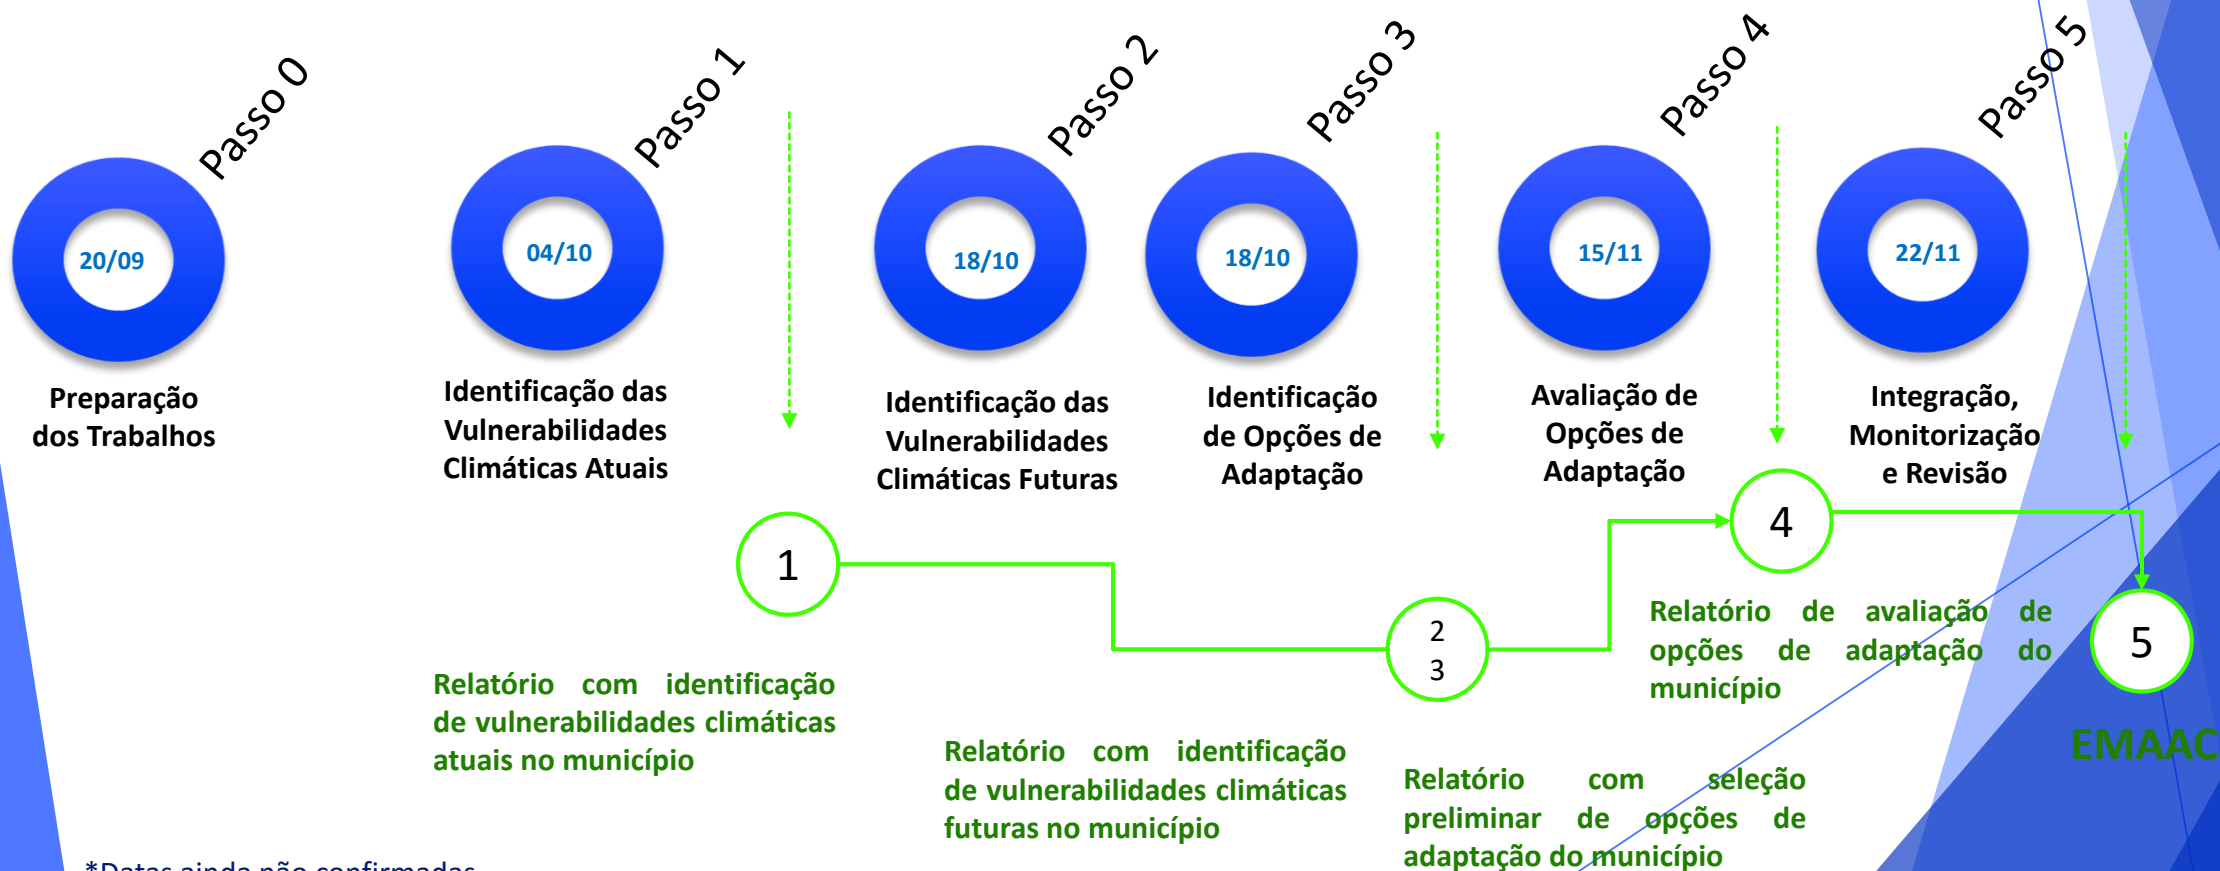 Passo 0
Passo 1
Passo 2
Passo 3
Passo 4
Passo 5
20/09
04/10
18/10
18/10
15/11
22/11
Preparação
dos Trabalhos
Identificação das
Vulnerabilidades
Climáticas Atuais
Identificação das
Vulnerabilidades
Climáticas Futuras
Identificação
de Opções de
Adaptação
Avaliação de
Opções de
Adaptação
Integração,
Monitorização
e Revisão
1
2
3
4
5
Relatório com identificação
de vulnerabilidades climáticas
atuais no município
Relatório com identificação
de vulnerabilidades climáticas
futuras no município
Relatório com seleção
preliminar de opções de
adaptação do município
Relatório de avaliação de
opções de adaptação do
município
EMAAC
*Datas ainda não confirmadas